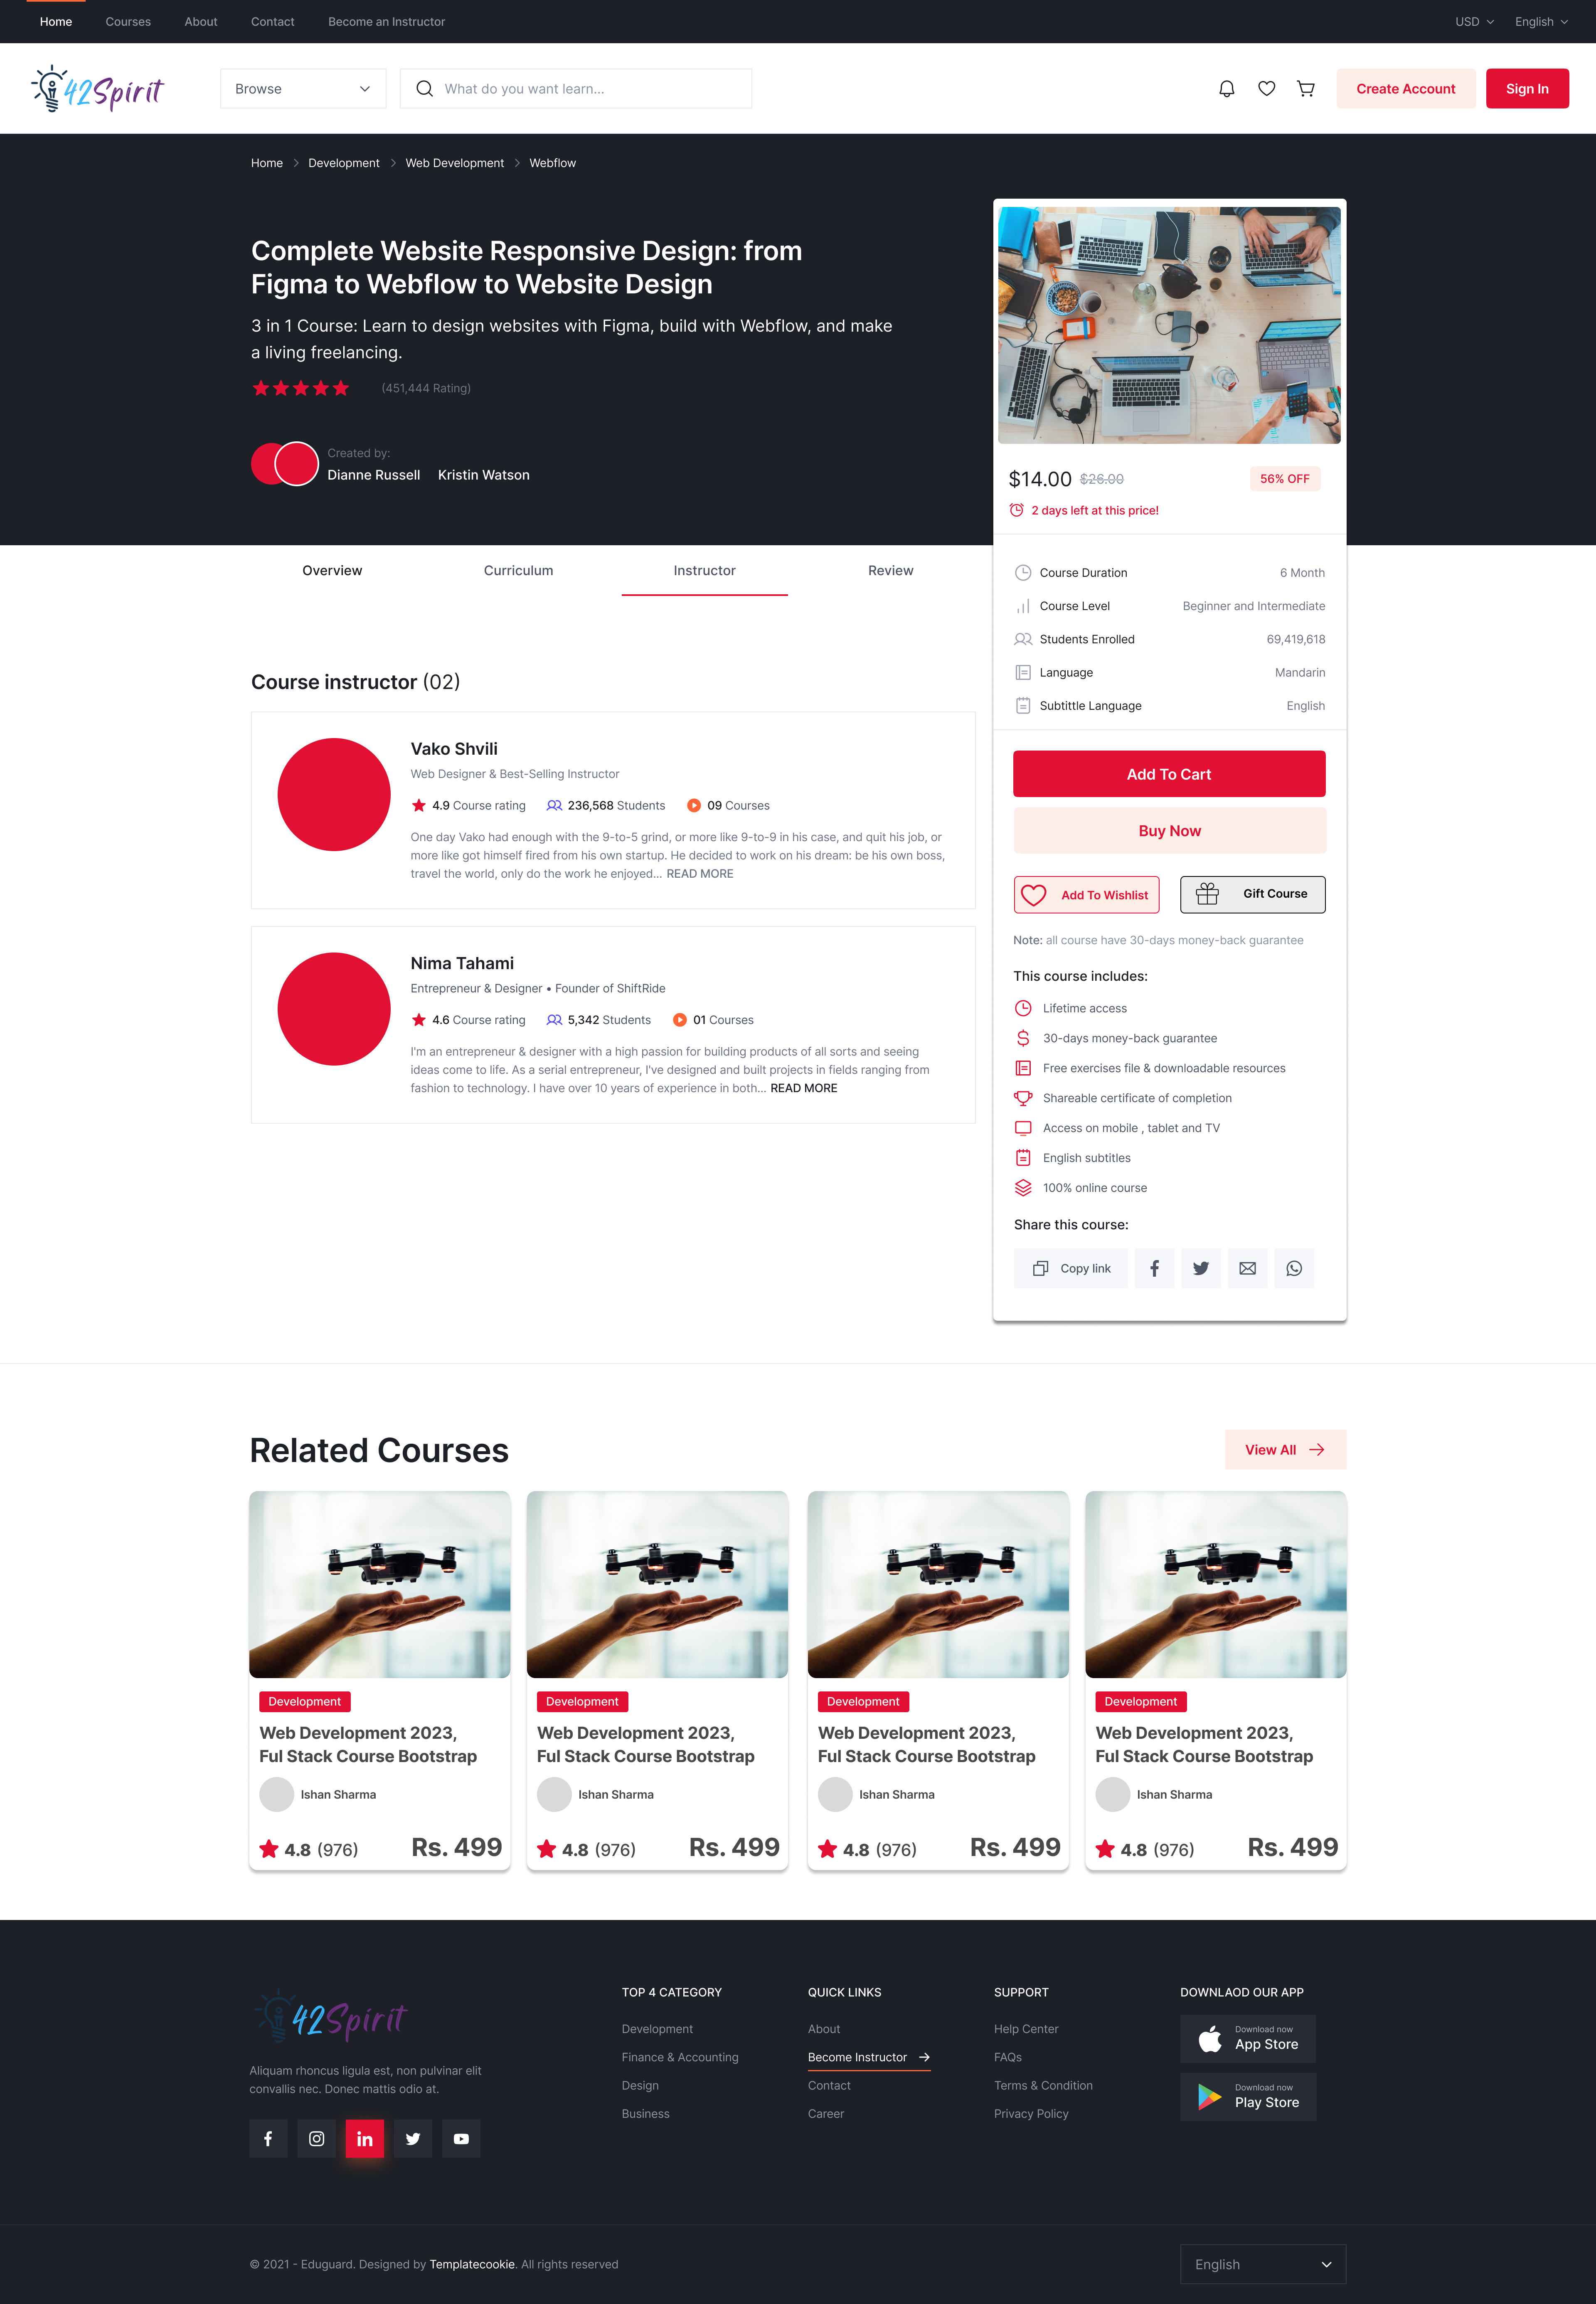 Home Courses About Contact Become an Instructor USD English
42Spirit Browse What do you want learn... Create Account Sign In
Home Development Web Development Webflow
Complete Website Responsive Design: from
Figma to Webflow to Website Design
3 in 1 Course: Learn to design websites with Figma, build with Webflow, and make
a living freelancing.
(451,444 Rating)
Created by:
Dianne Russell Kristin Watson
$14.00 $26.00 56% OFF
2 days left at this price!
Course Duration 6 Month
Course Level Beginner and Intermediate
Students Enrolled 69,419,618
Language Mandarin
Subtittle Language English
Add To Cart
Buy Now
Add To Wishlist Gift Course
Note: all course have 30-days money-back guarantee
This course includes:
Lifetime access
30-days money-back guarantee
Free exercises file & downloadable resources
Shareable certificate of completion
Access on mobile , tablet and TV
English subtitles
100% online course
Share this course:
Copy link
Overview Curriculum Instructor Review
Course instructor (02)
Vako Shvili
Web Designer & Best-Selling Instructor
4.9 Course rating 236,568 Students 09 Courses
One day Vako had enough with the 9-to-5 grind, or more like 9-to-9 in his case, and quit his job, or
more like got himself fired from his own startup. He decided to work on his dream: be his own boss,
travel the world, only do the work he enjoyed... READ MORE
Nima Tahami
Entrepreneur & Designer • Founder of ShiftRide
4.6 Course rating 5,342 Students 01 Courses
I'm an entrepreneur & designer with a high passion for building products of all sorts and seeing
ideas come to life. As a serial entrepreneur, I've designed and built projects in fields ranging from
fashion to technology. I have over 10 years of experience in both... READ MORE
Related Courses View All
Development
Web Development 2023,
Ful Stack Course Bootstrap
Ishan Sharma
4.8 (976) Rs. 499
Development
Web Development 2023,
Ful Stack Course Bootstrap
Ishan Sharma
4.8 (976) Rs. 499
Development
Web Development 2023,
Ful Stack Course Bootstrap
Ishan Sharma
4.8 (976) Rs. 499
Development
Web Development 2023,
Ful Stack Course Bootstrap
Ishan Sharma
4.8 (976) Rs. 499
42Spirit
Aliquam rhoncus ligula est, non pulvinar elit
convallis nec. Donec mattis odio at.
TOP 4 CATEGORY
Development
Finance & Accounting
Design
Business
QUICK LINKS
About
Become Instructor
Contact
Career
SUPPORT
Help Center
FAQs
Terms & Condition
Privacy Policy
DOWNLAOD OUR APP
Download now
App Store
Download now
Play Store
© 2021 - Eduguard. Designed by Templatecookie. All rights reserved English